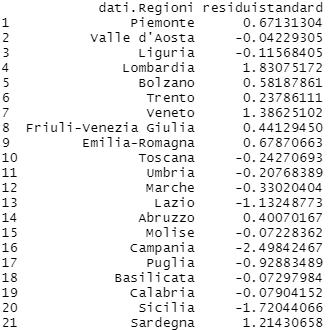 dati.Regioni residuistandard
1 Piemonte 0.67131304
2 Valle d'Aosta -0.04229305
3 Liguria -0.11568405
4 Lombardia 1.83075172
5 Bolzano 0.58187861
6 Trento 0.23786111
7 Veneto 1.38625102
8 Friuli-Venezia Giulia 0.44129450
9 Emilia-Romagna 0.67870663
10 Toscana -0.24270693
11 Umbria -0.20768389
12 Marche -0.33020404
13 Lazio -1.13248773
14 Abruzzo 0.40070167
15 Molise -0.07228362
16 Campania -2.49842467
17 Puglia -0.92883489
18 Basilicata -0.07297984
19 Calabria -0.07904152
20 Sicilia -1.72044066
21 Sardegna 1.21430658